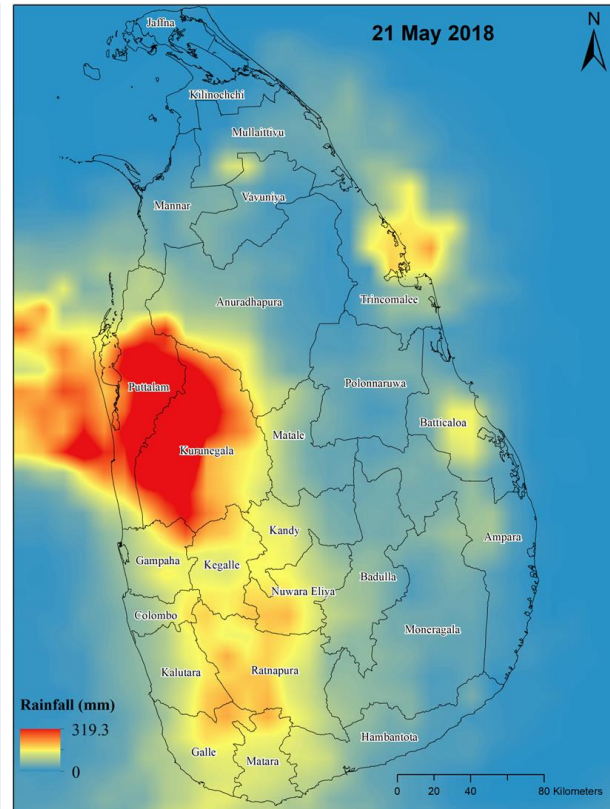 21 May 2018
N
Jaffna
Kilinochchi
Mullaittivu
Mannar
Vavuniya
Anuradhapura
Trincomalee
Puttalam
Polonnaruwa
Batticaloa
Kurunegala
Matale
Kandy
Ampara
Gampaha
Kegalle
Nuwara Eliya
Badulla
Colombo
Moneragala
Kalutara
Ratnapura
Rainfall (mm)
319.3
0
Galle
Matara
Hambantota
0 20 40 80 Kilometers